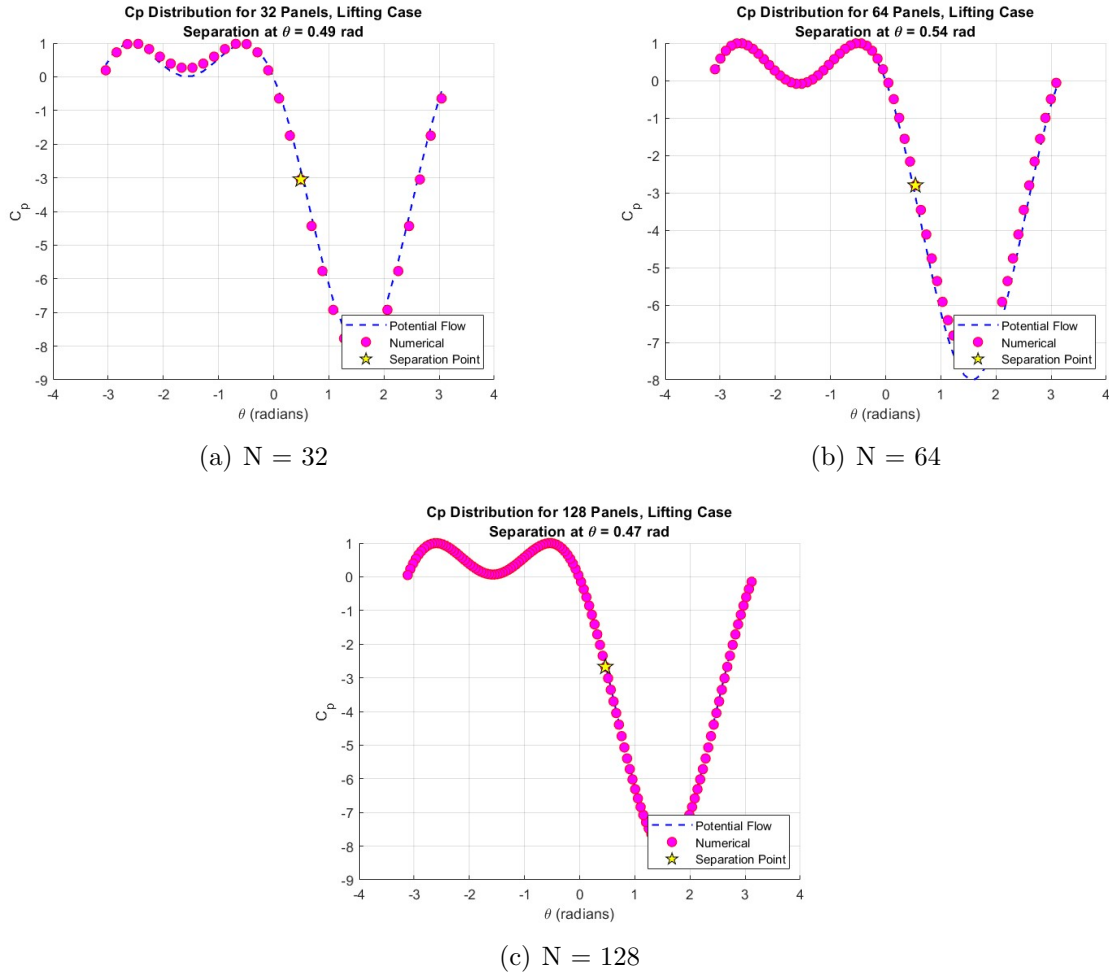 Cp Distribution for 32 Panels, Lifting Case
Separation at θ = 0.49 rad
1
0
-1
-2
-3
-4
-5
-6
-7
-8
-9
C_p
-4 -3 -2 -1 0 1 2 3 4
θ (radians)
Potential Flow
Numerical
Separation Point
(a) N = 32
Cp Distribution for 64 Panels, Lifting Case
Separation at θ = 0.54 rad
1
0
-1
-2
-3
-4
-5
-6
-7
-8
C_p
-4 -3 -2 -1 0 1 2 3 4
θ (radians)
Potential Flow
Numerical
Separation Point
(b) N = 64
Cp Distribution for 128 Panels, Lifting Case
Separation at θ = 0.47 rad
1
0
-1
-2
-3
-4
-5
-6
-7
-8
-9
C_p
-4 -3 -2 -1 0 1 2 3 4
θ (radians)
Potential Flow
Numerical
Separation Point
(c) N = 128